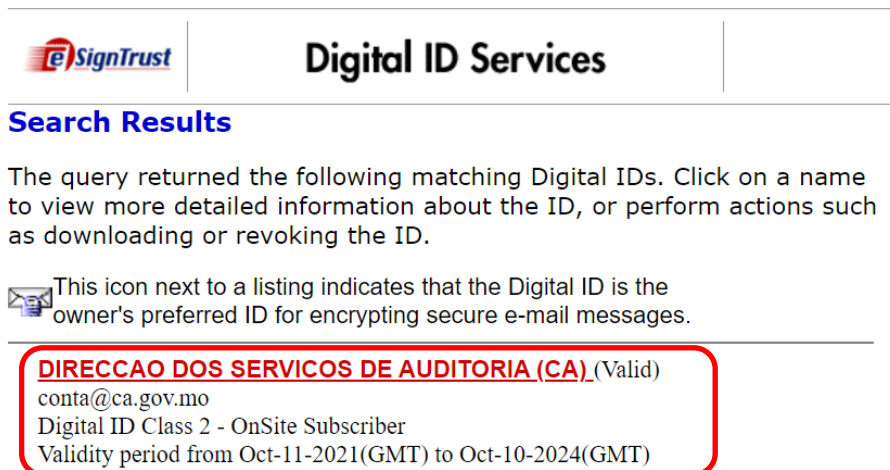 eSignTrust
Digital ID Services
Search Results
The query returned the following matching Digital IDs. Click on a name
to view more detailed information about the ID, or perform actions such
as downloading or revoking the ID.
This icon next to a listing indicates that the Digital ID is the
owner's preferred ID for encrypting secure e-mail messages.
DIRECCAO DOS SERVICOS DE AUDITORIA (CA) (Valid)
conta@ca.gov.mo
Digital ID Class 2 - OnSite Subscriber
Validity period from Oct-11-2021(GMT) to Oct-10-2024(GMT)